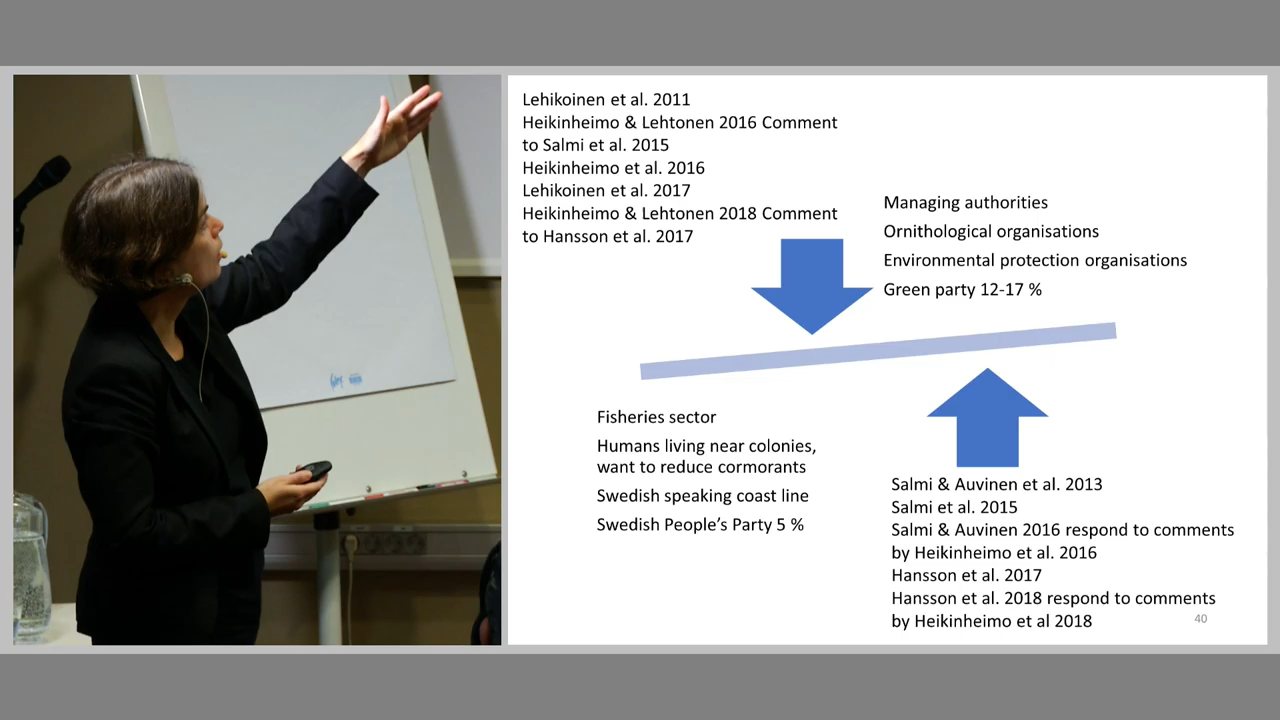 Lehikoinen et al. 2011
Heikinheimo & Lehtonen 2016 Comment
to Salmi et al. 2015
Heikinheimo et al. 2016
Lehikoinen et al. 2017
Heikinheimo & Lehtonen 2018 Comment
to Hansson et al. 2017
Managing authorities
Ornithological organisations
Environmental protection organisations
Green party 12-17 %
Fisheries sector
Humans living near colonies,
want to reduce cormorants
Swedish speaking coast line
Swedish People’s Party 5 %
Salmi & Auvinen et al. 2013
Salmi et al. 2015
Salmi & Auvinen 2016 respond to comments
by Heikinheimo et al. 2016
Hansson et al. 2017
Hansson et al. 2018 respond to comments
by Heikinheimo et al 2018
40